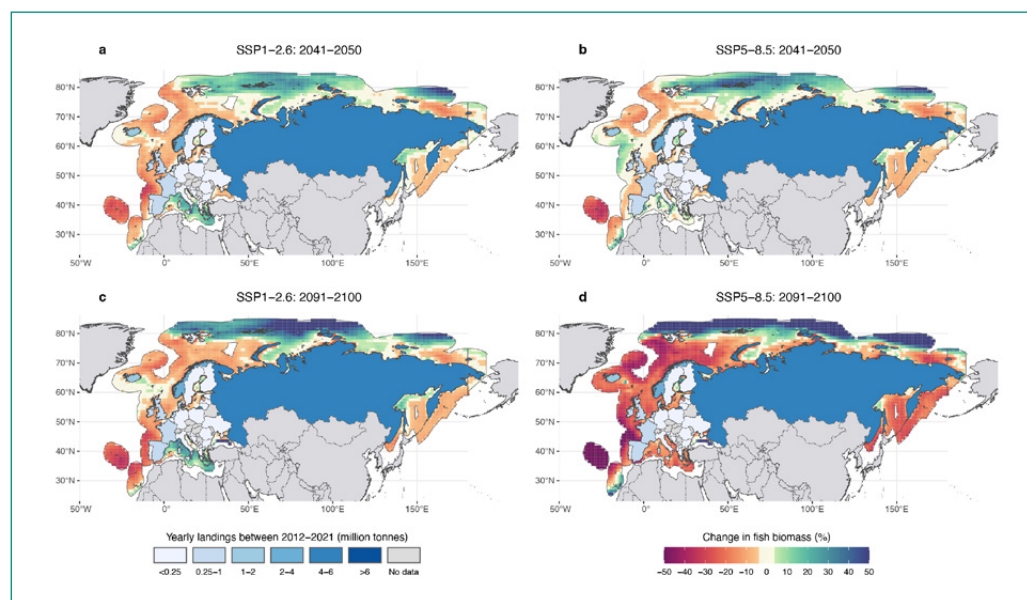 a SSP1−2.6: 2041−2050
b SSP5−8.5: 2041−2050
80°N
70°N
60°N
50°N
40°N
30°N
50°W 0° 50°E 100°E 150°E
80°N
70°N
60°N
50°N
40°N
30°N
50°W 0° 50°E 100°E 150°E
c SSP1−2.6: 2091−2100
d SSP5−8.5: 2091−2100
80°N
70°N
60°N
50°N
40°N
30°N
50°W 0° 50°E 100°E 150°E
80°N
70°N
60°N
50°N
40°N
30°N
50°W 0° 50°E 100°E 150°E
Yearly landings between 2012−2021 (million tonnes)
<0.25 0.25−1 1−2 2−4 4−6 >6 No data
Change in fish biomass (%)
−50 −40 −30 −20 −10 0 10 20 30 40 50